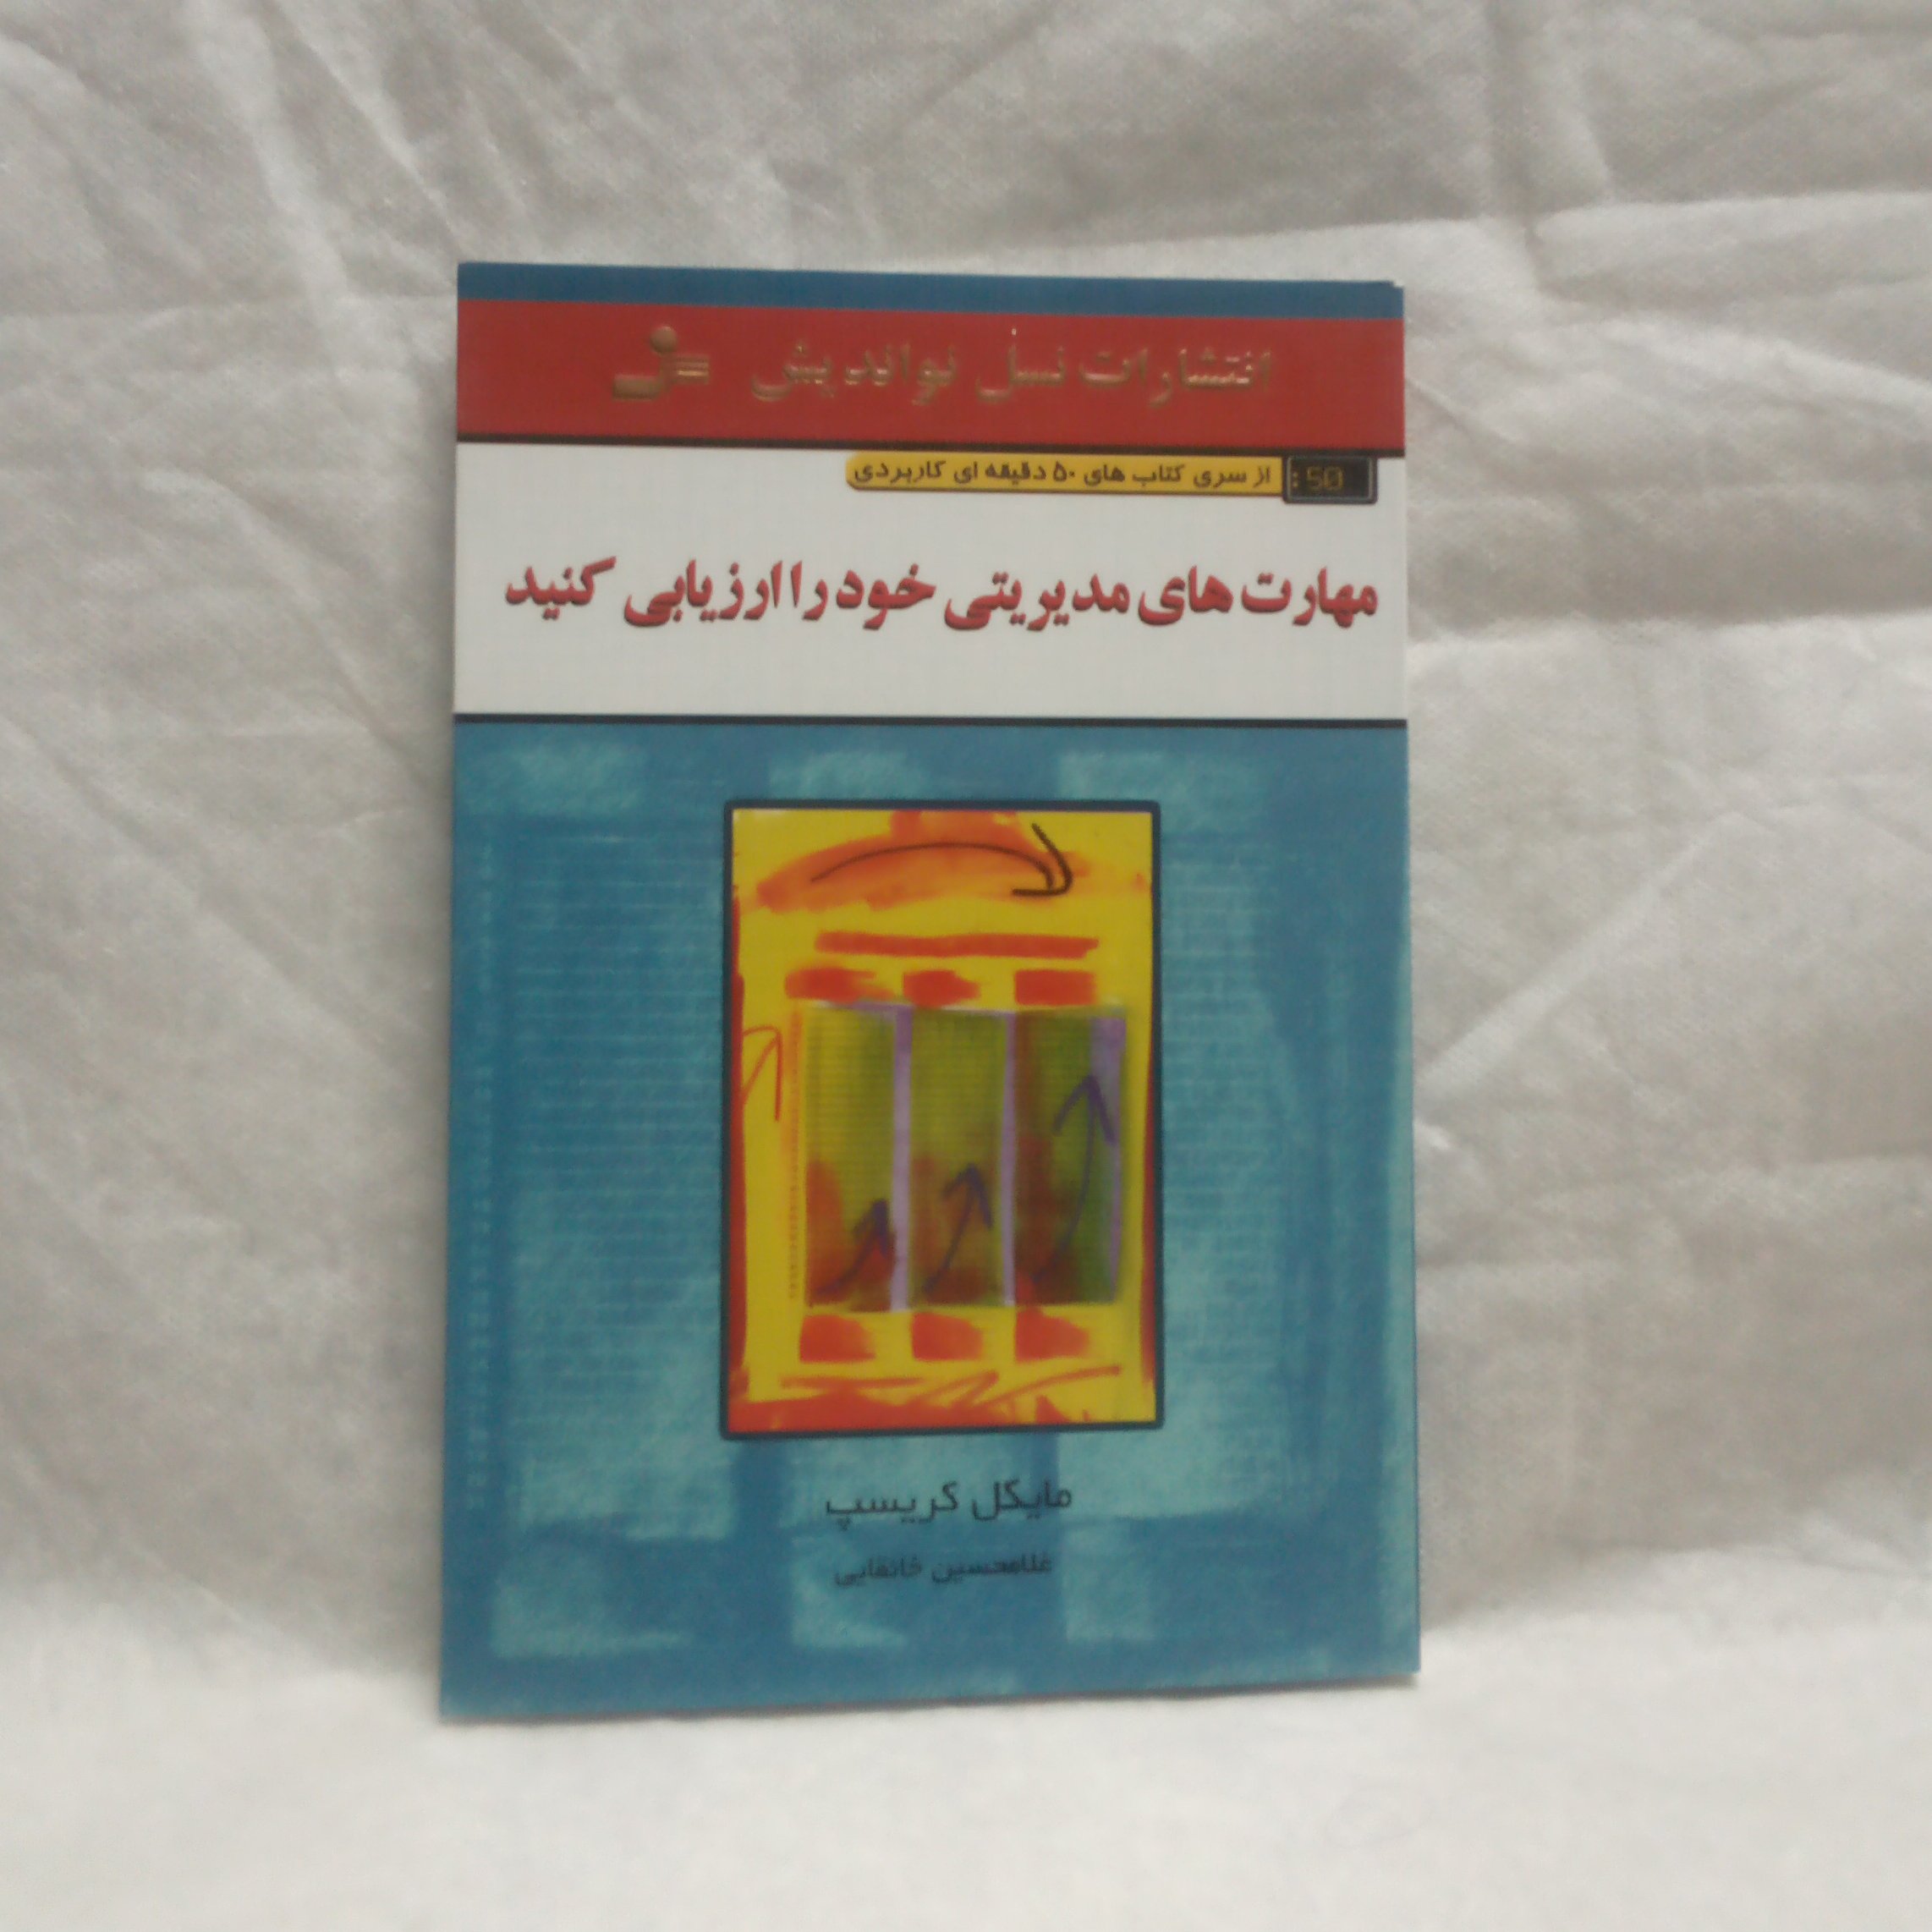 انتشارات نسل نواندیش
از سری کتاب های ۵۰ دقیقه ای کاربردی
50:
مهارت های مدیریتی خود را ارزیابی کنید
مایکل کریسپ
غلامحسین خانقایی